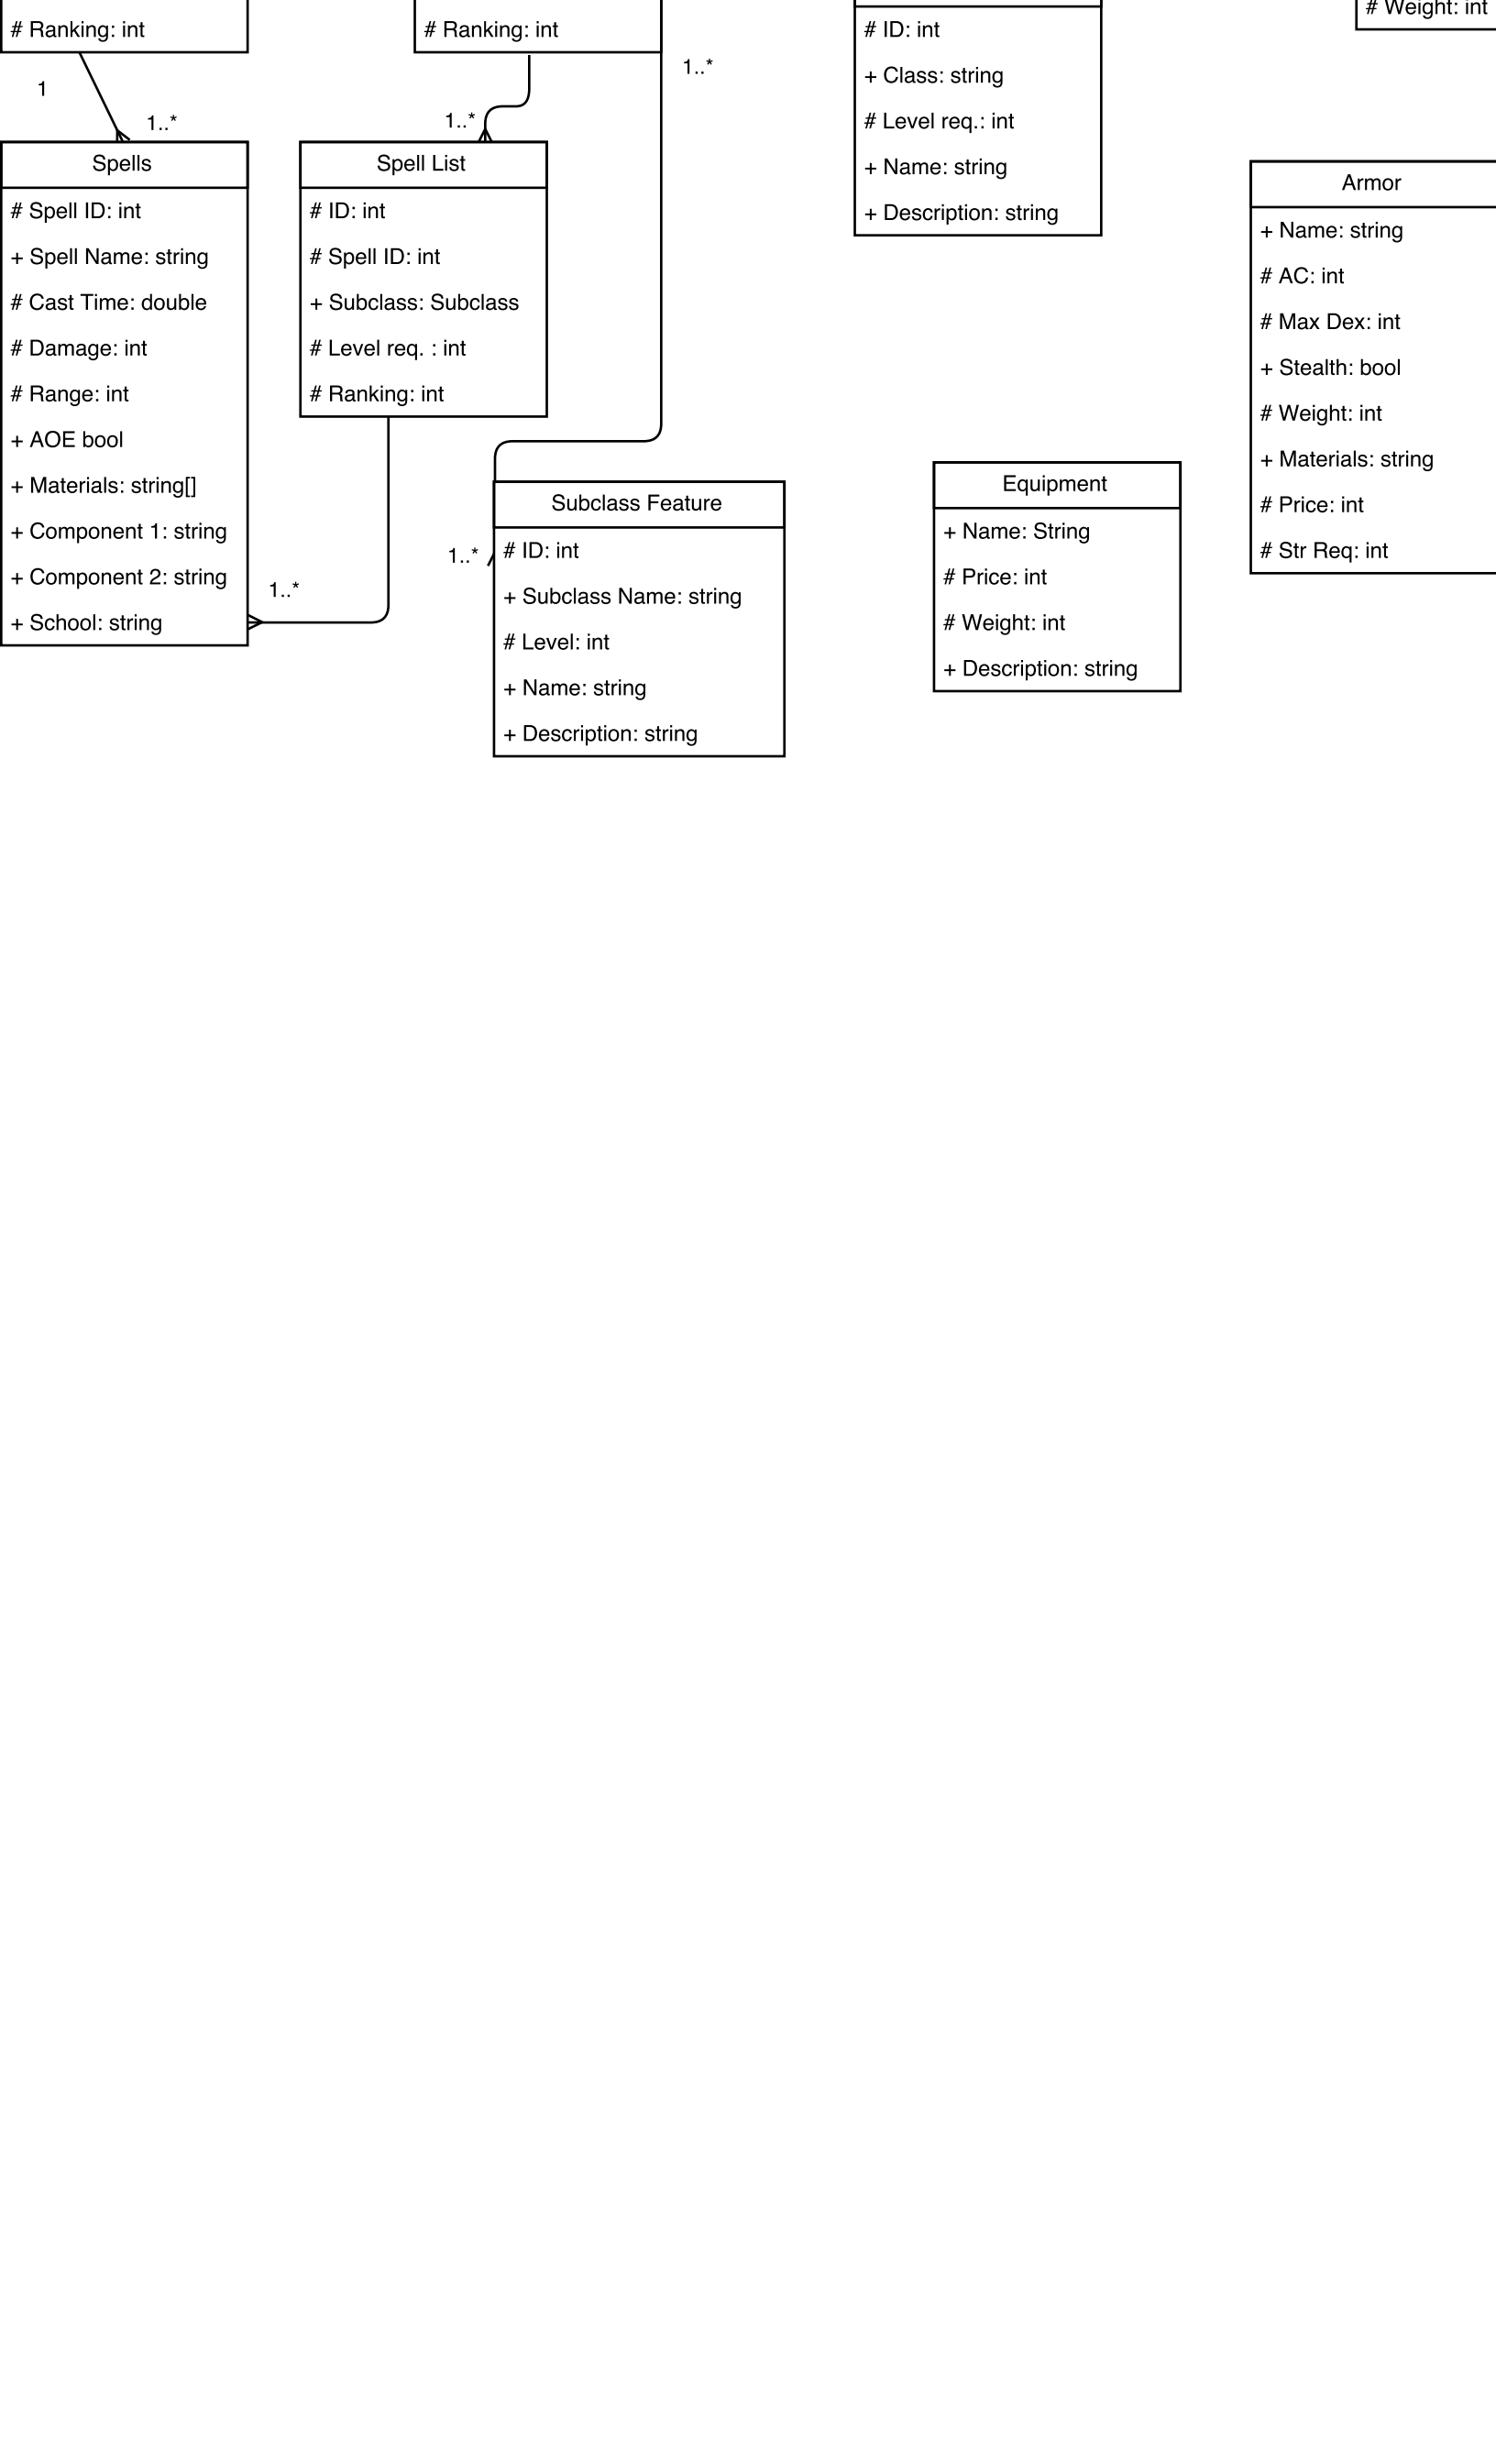 # Ranking: int
1
1..*
Spells
# Spell ID: int
+ Spell Name: string
# Cast Time: double
# Damage: int
# Range: int
+ AOE bool
+ Materials: string[]
+ Component 1: string
+ Component 2: string
+ School: string
1..*
# Ranking: int
1..*
1..*
Spell List
# ID: int
# Spell ID: int
+ Subclass: Subclass
# Level req. : int
# Ranking: int
1..*
Subclass Feature
# ID: int
+ Subclass Name: string
# Level: int
+ Name: string
+ Description: string
# ID: int
+ Class: string
# Level req.: int
+ Name: string
+ Description: string
Equipment
+ Name: String
# Price: int
# Weight: int
+ Description: string
# Weight: int
Armor
+ Name: string
# AC: int
# Max Dex: int
+ Stealth: bool
# Weight: int
+ Materials: string
# Price: int
# Str Req: int